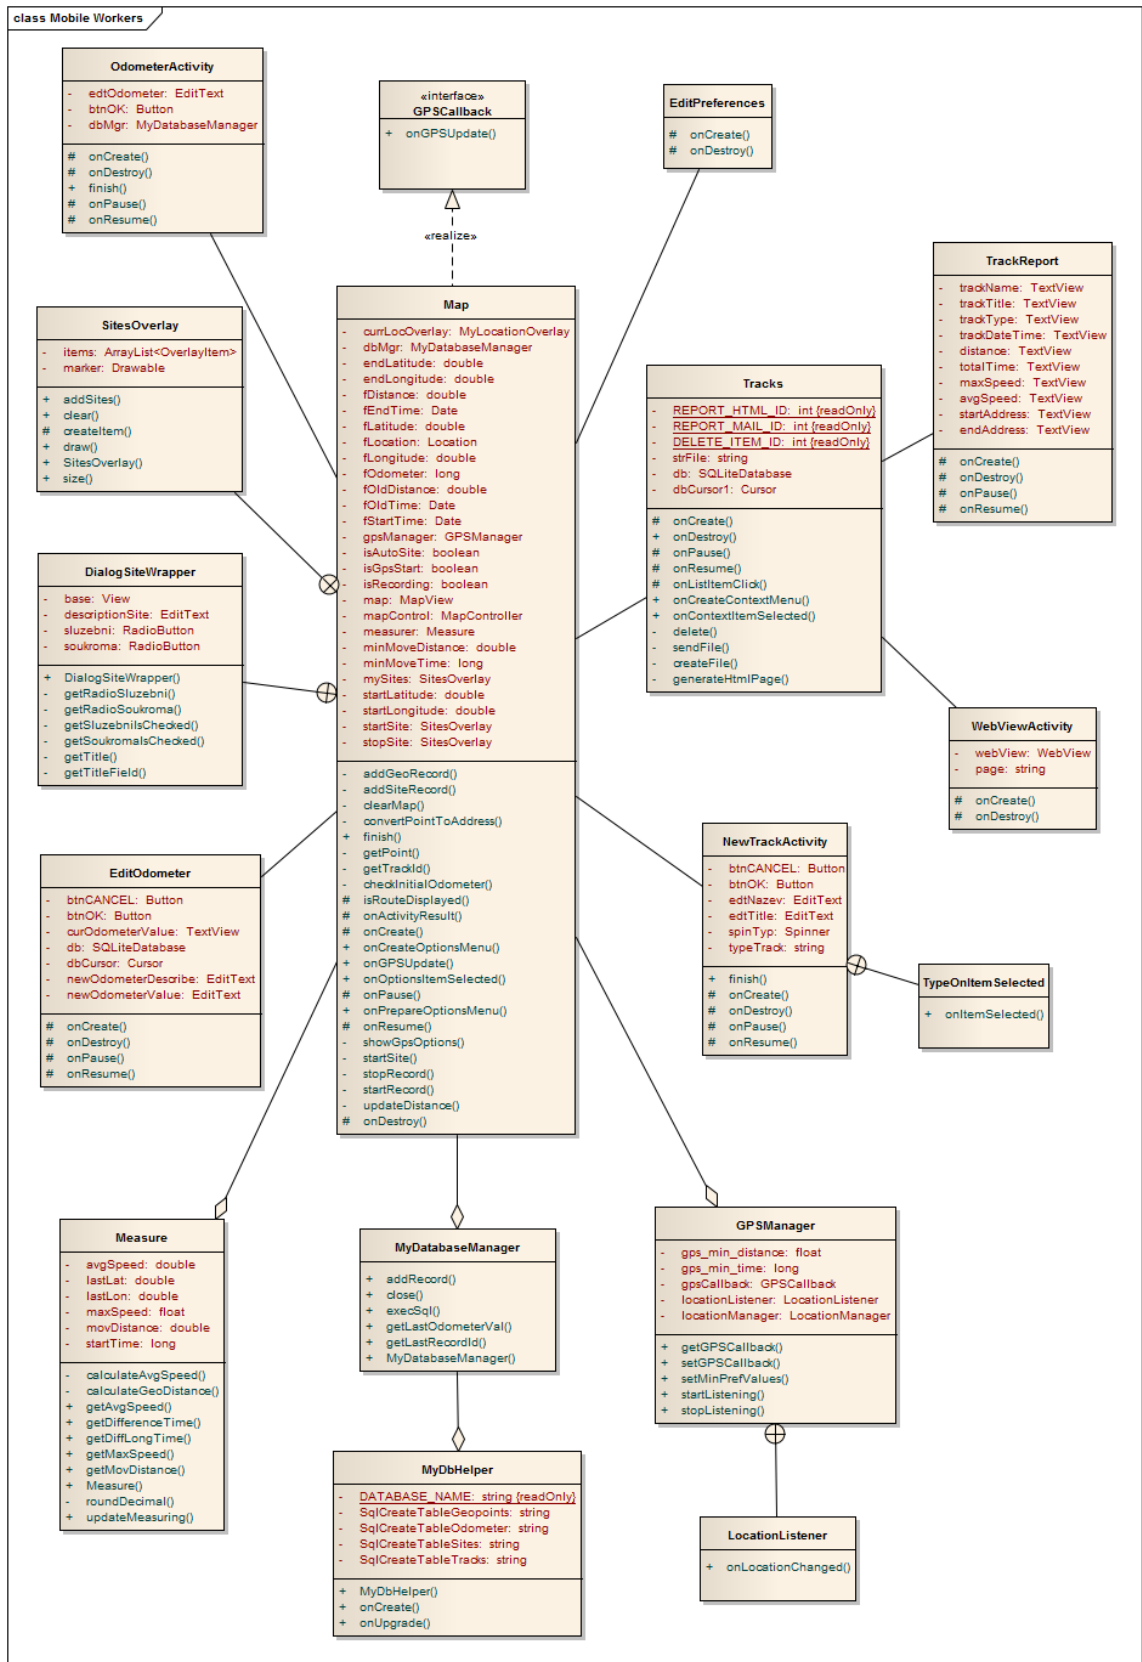 class Mobile Workers
OdometerActivity
- edtOdometer: EditText
- btnOK: Button
- dbMgr: MyDatabaseManager
# onCreate()
# onDestroy()
+ finish()
# onPause()
# onResume()
«interface»
GPSCallback
+ onGPSUpdate()
«realize»
EditPreferences
# onCreate()
# onDestroy()
TrackReport
- trackName: TextView
- trackTitle: TextView
- trackType: TextView
- trackDateTime: TextView
- distance: TextView
- totalTime: TextView
- maxSpeed: TextView
- avgSpeed: TextView
- startAddress: TextView
- endAddress: TextView
# onCreate()
# onDestroy()
# onPause()
# onResume()
SitesOverlay
- items: ArrayList<OverlayItem>
- marker: Drawable
+ addSites()
+ clear()
# createItem()
+ draw()
+ SitesOverlay()
+ size()
Map
- currLocOverlay: MyLocationOverlay
- dbMgr: MyDatabaseManager
- endLatitude: double
- endLongitude: double
- fDistance: double
- fEndTime: Date
- fLatitude: double
- fLocation: Location
- fLongitude: double
- fOdometer: long
- fOldDistance: double
- fOldTime: Date
- fStartTime: Date
- gpsManager: GPSManager
- isAutoSite: boolean
- isGpsStart: boolean
- isRecording: boolean
- map: MapView
- mapControl: MapController
- measurer: Measure
- minMoveDistance: double
- minMoveTime: long
- mySites: SitesOverlay
- startLatitude: double
- startLongitude: double
- startSite: SitesOverlay
- stopSite: SitesOverlay
- addGeoRecord()
- addSiteRecord()
- clearMap()
- convertPointToAddress()
+ finish()
- getPoint()
- getTrackId()
- checkInitialOdometer()
# isRouteDisplayed()
# onActivityResult()
# onCreate()
+ onCreateOptionsMenu()
+ onGPSUpdate()
+ onOptionsItemSelected()
# onPause()
+ onPrepareOptionsMenu()
# onResume()
- showGpsOptions()
- startSite()
- stopRecord()
- startRecord()
- updateDistance()
# onDestroy()
Tracks
- REPORT_HTML_ID: int {readOnly}
- REPORT_MAIL_ID: int {readOnly}
- DELETE_ITEM_ID: int {readOnly}
- strFile: string
- db: SQLiteDatabase
- dbCursor1: Cursor
# onCreate()
+ onDestroy()
# onPause()
# onResume()
# onListItemClick()
+ onCreateContextMenu()
+ onContextItemSelected()
- delete()
- sendFile()
- createFile()
- generateHtmlPage()
DialogSiteWrapper
- base: View
- descriptionSite: EditText
- sluzebni: RadioButton
- soukroma: RadioButton
+ DialogSiteWrapper()
- getRadioSluzebni()
- getRadioSoukroma()
- getSluzebniIsChecked()
- getSoukromaIsChecked()
- getTitle()
- getTitleField()
WebViewActivity
- webView: WebView
- page: string
# onCreate()
# onDestroy()
NewTrackActivity
- btnCANCEL: Button
- btnOK: Button
- edtNazev: EditText
- edtTitle: EditText
- spinTyp: Spinner
- typeTrack: string
+ finish()
# onCreate()
# onDestroy()
# onPause()
# onResume()
TypeOnItemSelected
+ onItemSelected()
EditOdometer
- btnCANCEL: Button
- btnOK: Button
- curOdometerValue: TextView
- db: SQLiteDatabase
- dbCursor: Cursor
- newOdometerDescribe: EditText
- newOdometerValue: EditText
# onCreate()
# onDestroy()
# onPause()
# onResume()
Measure
- avgSpeed: double
- lastLat: double
- lastLon: double
- maxSpeed: float
- movDistance: double
- startTime: long
- calculateAvgSpeed()
- calculateGeoDistance()
+ getAvgSpeed()
+ getDifferenceTime()
+ getDiffLongTime()
+ getMaxSpeed()
+ getMovDistance()
+ Measure()
- roundDecimal()
+ updateMeasuring()
MyDatabaseManager
+ addRecord()
+ close()
+ execSql()
+ getLastOdometerVal()
+ getLastRecordId()
+ MyDatabaseManager()
GPSManager
- gps_min_distance: float
- gps_min_time: long
- gpsCallback: GPSCallback
- locationListener: LocationListener
- locationManager: LocationManager
+ getGPSCallback()
+ setGPSCallback()
+ setMinPrefValues()
+ startListening()
+ stopListening()
MyDbHelper
- DATABASE_NAME: string {readOnly}
- SqlCreateTableGeopoints: string
- SqlCreateTableOdometer: string
- SqlCreateTableSites: string
- SqlCreateTableTracks: string
+ MyDbHelper()
+ onCreate()
+ onUpgrade()
LocationListener
+ onLocationChanged()